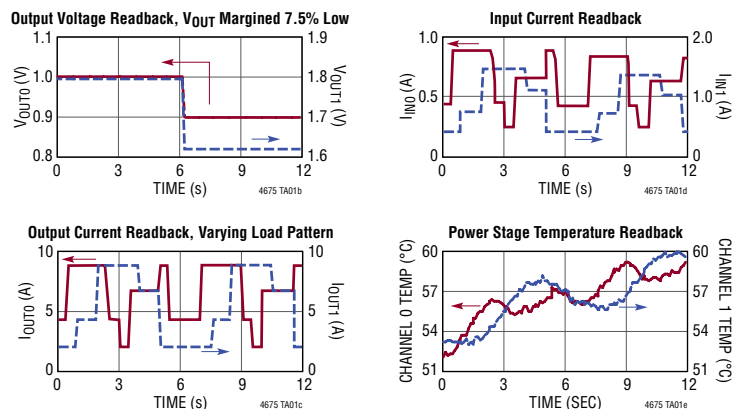 Output Voltage Readback, VOUT Margined 7.5% Low
1.1
1.0
0.9
0.8
VOUT0 (V)
1.9
1.8
1.7
1.6
VOUT1 (V)
0 3 6 9 12
TIME (s)
4675 TA01b
Input Current Readback
1.0
0.5
0
IIN0 (A)
2.0
1.0
0
IIN1 (A)
0 3 6 9 12
TIME (s)
4675 TA01d
Output Current Readback, Varying Load Pattern
10
5
0
IOUT0 (A)
10
5
0
IOUT1 (A)
0 3 6 9 12
TIME (s)
4675 TA01c
Power Stage Temperature Readback
60
57
54
51
CHANNEL 0 TEMP (°C)
60
57
54
51
CHANNEL 1 TEMP (°C)
0 3 6 9 12
TIME (SEC)
4675 TA01e